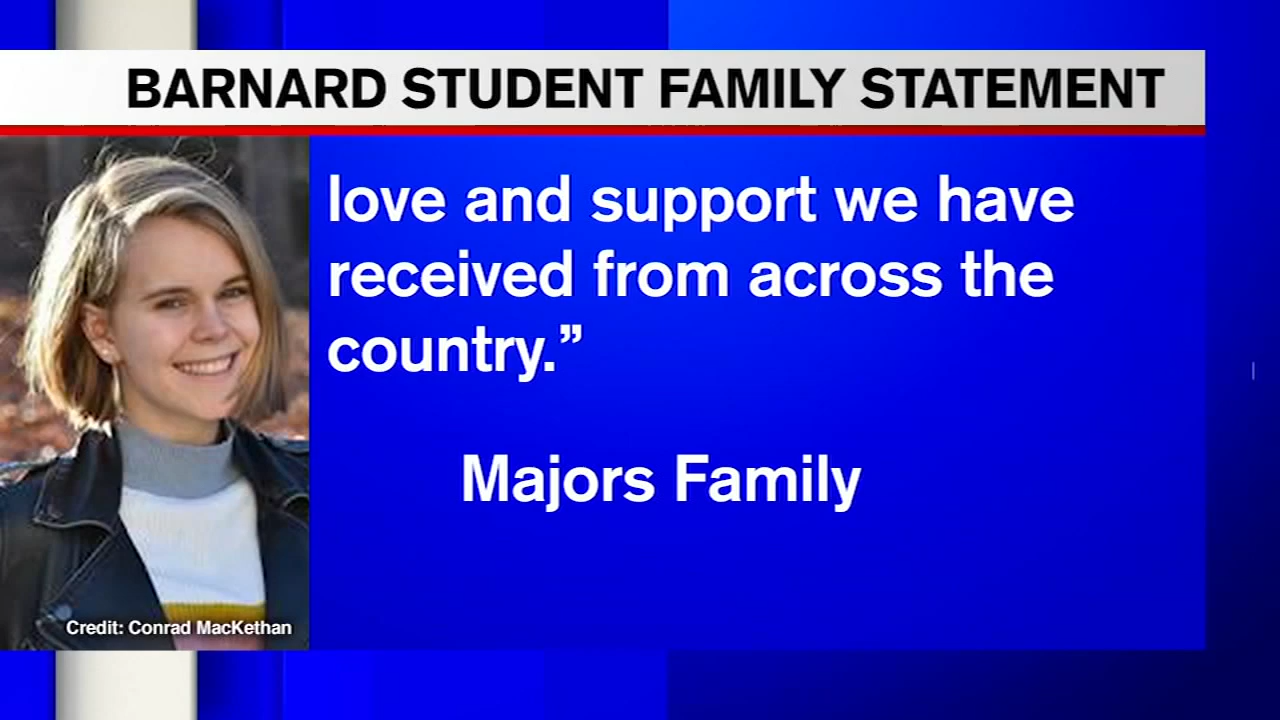 BARNARD STUDENT FAMILY STATEMENT
love and support we have
received from across the
country.”
Majors Family
Credit: Conrad MacKethan